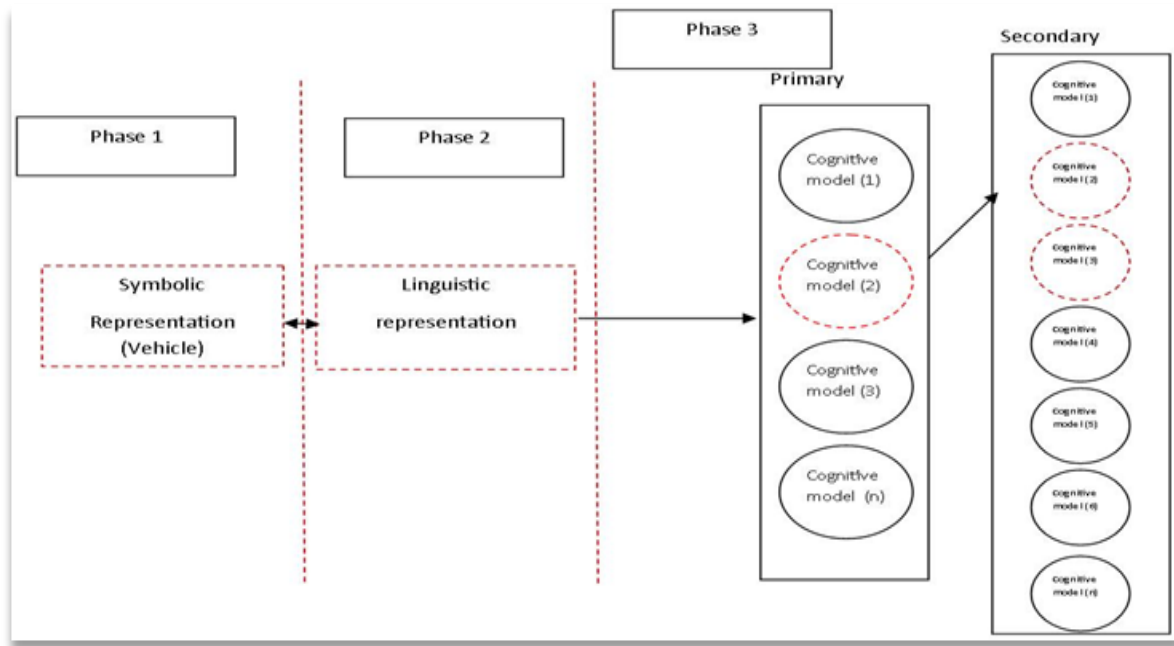 Phase 1
Symbolic
Representation
(Vehicle)
Phase 2
Linguistic
representation
Phase 3
Primary
Cognitive
model (1)
Cognitive
model (2)
Cognitive
model (3)
Cognitive
model (n)
Secondary
Cognitive
model (1)
Cognitive
model (2)
Cognitive
model (3)
Cognitive
model (4)
Cognitive
model (5)
Cognitive
model (6)
Cognitive
model (n)